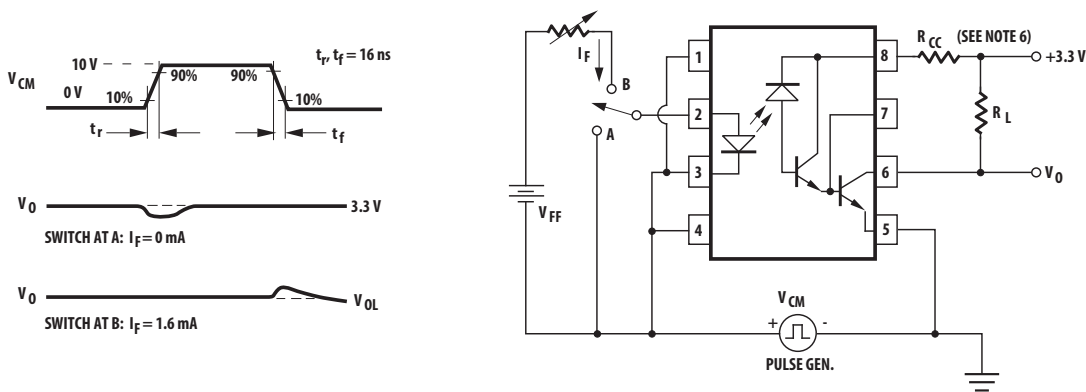 t_r, t_f = 16 ns
10 V
90% 90%
V_CM
0 V
10% 10%
t_r t_f
V_O 3.3 V
SWITCH AT A: I_F = 0 mA
V_O V_OL
SWITCH AT B: I_F = 1.6 mA
I_F
B
A
V_FF
1
2
3
4
8
7
6
5
R_CC (SEE NOTE 6)
+3.3 V
R_L
V_O
V_CM
+ -
PULSE GEN.